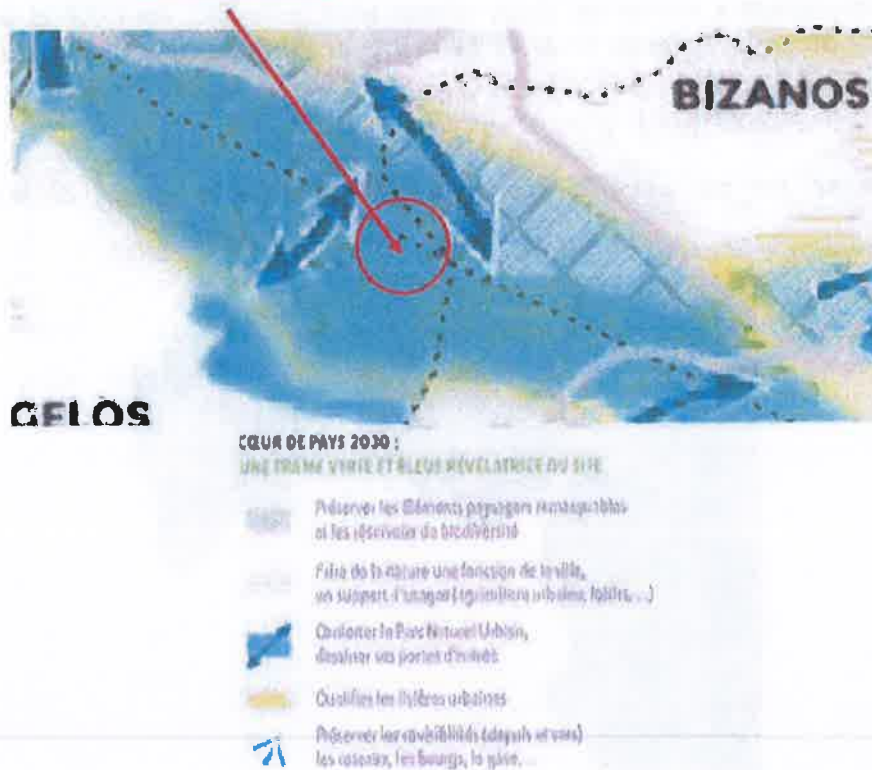 BIZANOS
GELOS
CŒUR DE PAYS 2030 :
UNE TRAME VERTE ET BLEUE RÉVÉLATRICE DU SITE
Préserver les éléments paysagers remarquables
et les réservoirs de biodiversité
Faire de la nature une fonction de la ville,
un support d'usages (agriculture urbaine, loisirs, ...)
Conforter le Parc Naturel Urbain,
dessiner ses portes d'entrée
Qualifier les lisières urbaines
Préserver les covisibilités (depuis et vers)
les coteaux, les bourgs, la plaine, ...